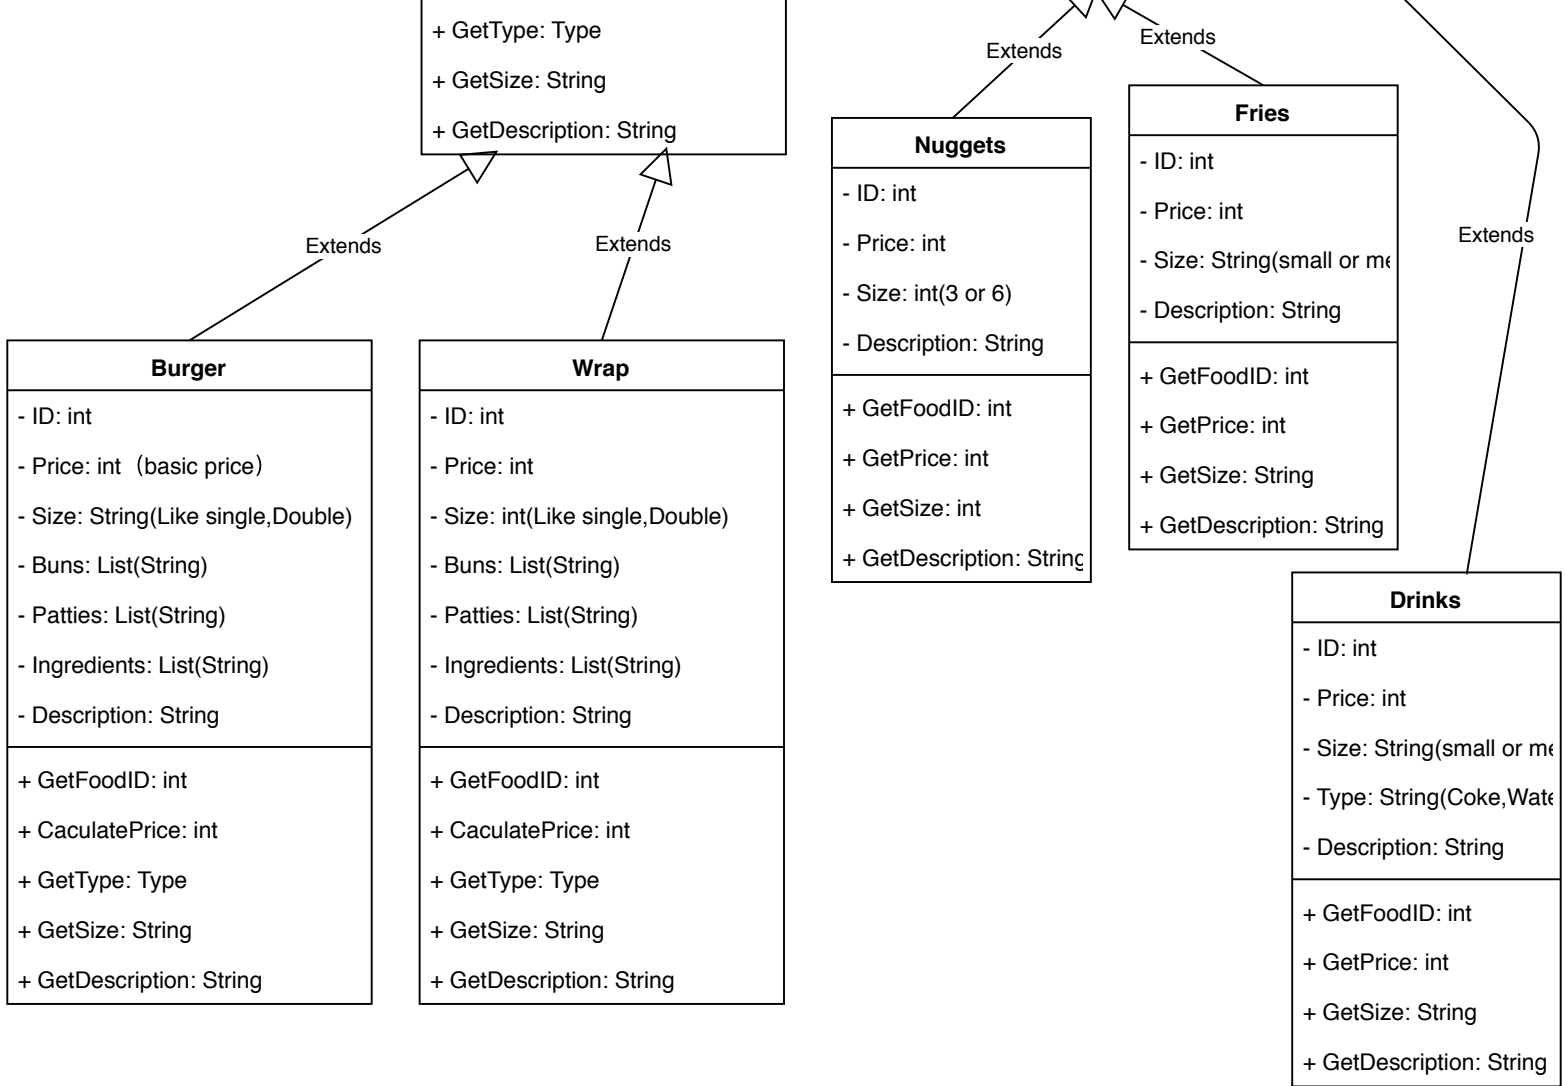 + GetType: Type
+ GetSize: String
+ GetDescription: String
Extends
Extends
Extends
Extends
Extends
Burger
- ID: int
- Price: int（basic price）
- Size: String(Like single,Double)
- Buns: List(String)
- Patties: List(String)
- Ingredients: List(String)
- Description: String
+ GetFoodID: int
+ CaculatePrice: int
+ GetType: Type
+ GetSize: String
+ GetDescription: String
Wrap
- ID: int
- Price: int
- Size: int(Like single,Double)
- Buns: List(String)
- Patties: List(String)
- Ingredients: List(String)
- Description: String
+ GetFoodID: int
+ CaculatePrice: int
+ GetType: Type
+ GetSize: String
+ GetDescription: String
Nuggets
- ID: int
- Price: int
- Size: int(3 or 6)
- Description: String
+ GetFoodID: int
+ GetPrice: int
+ GetSize: int
+ GetDescription: String
Fries
- ID: int
- Price: int
- Size: String(small or
- Description: String
+ GetFoodID: int
+ GetPrice: int
+ GetSize: String
+ GetDescription: String
Drinks
- ID: int
- Price: int
- Size: String(small or
- Type: String(Coke,
- Description: String
+ GetFoodID: int
+ GetPrice: int
+ GetSize: String
+ GetDescription: String